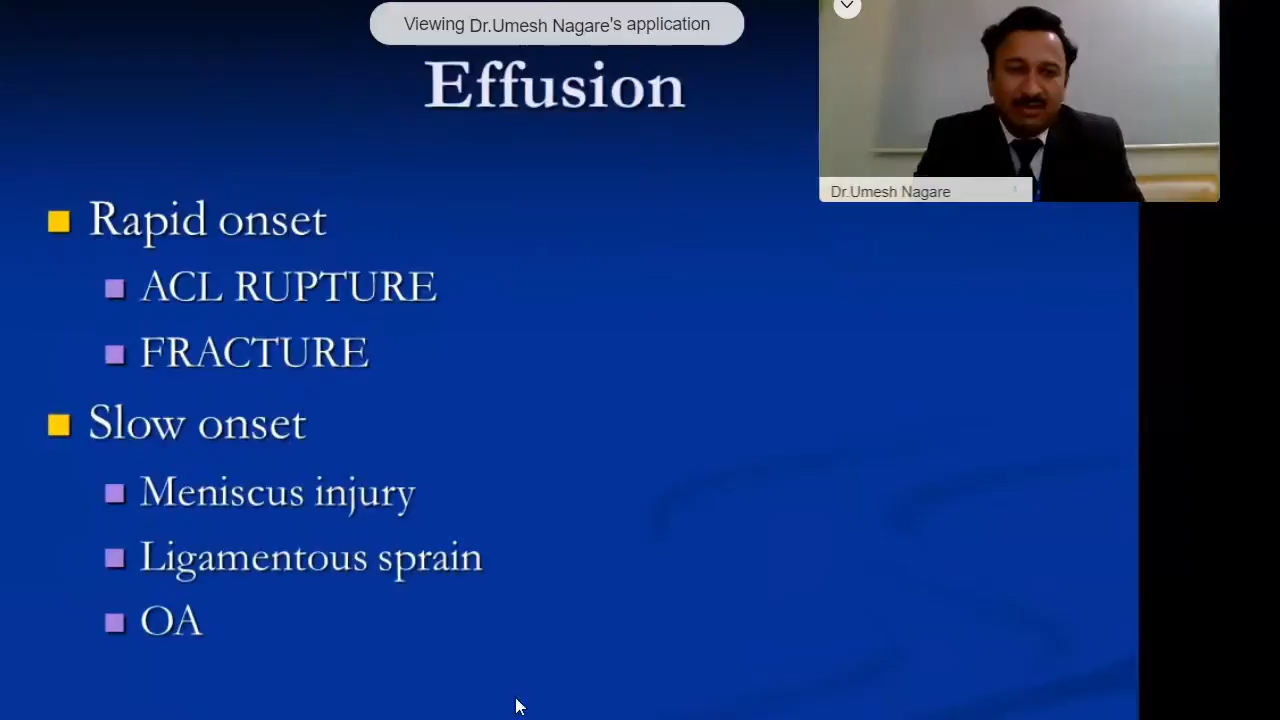 Viewing Dr.Umesh Nagare's application
Effusion
Dr.Umesh Nagare
Rapid onset
ACL RUPTURE
FRACTURE
Slow onset
Meniscus injury
Ligamentous sprain
OA